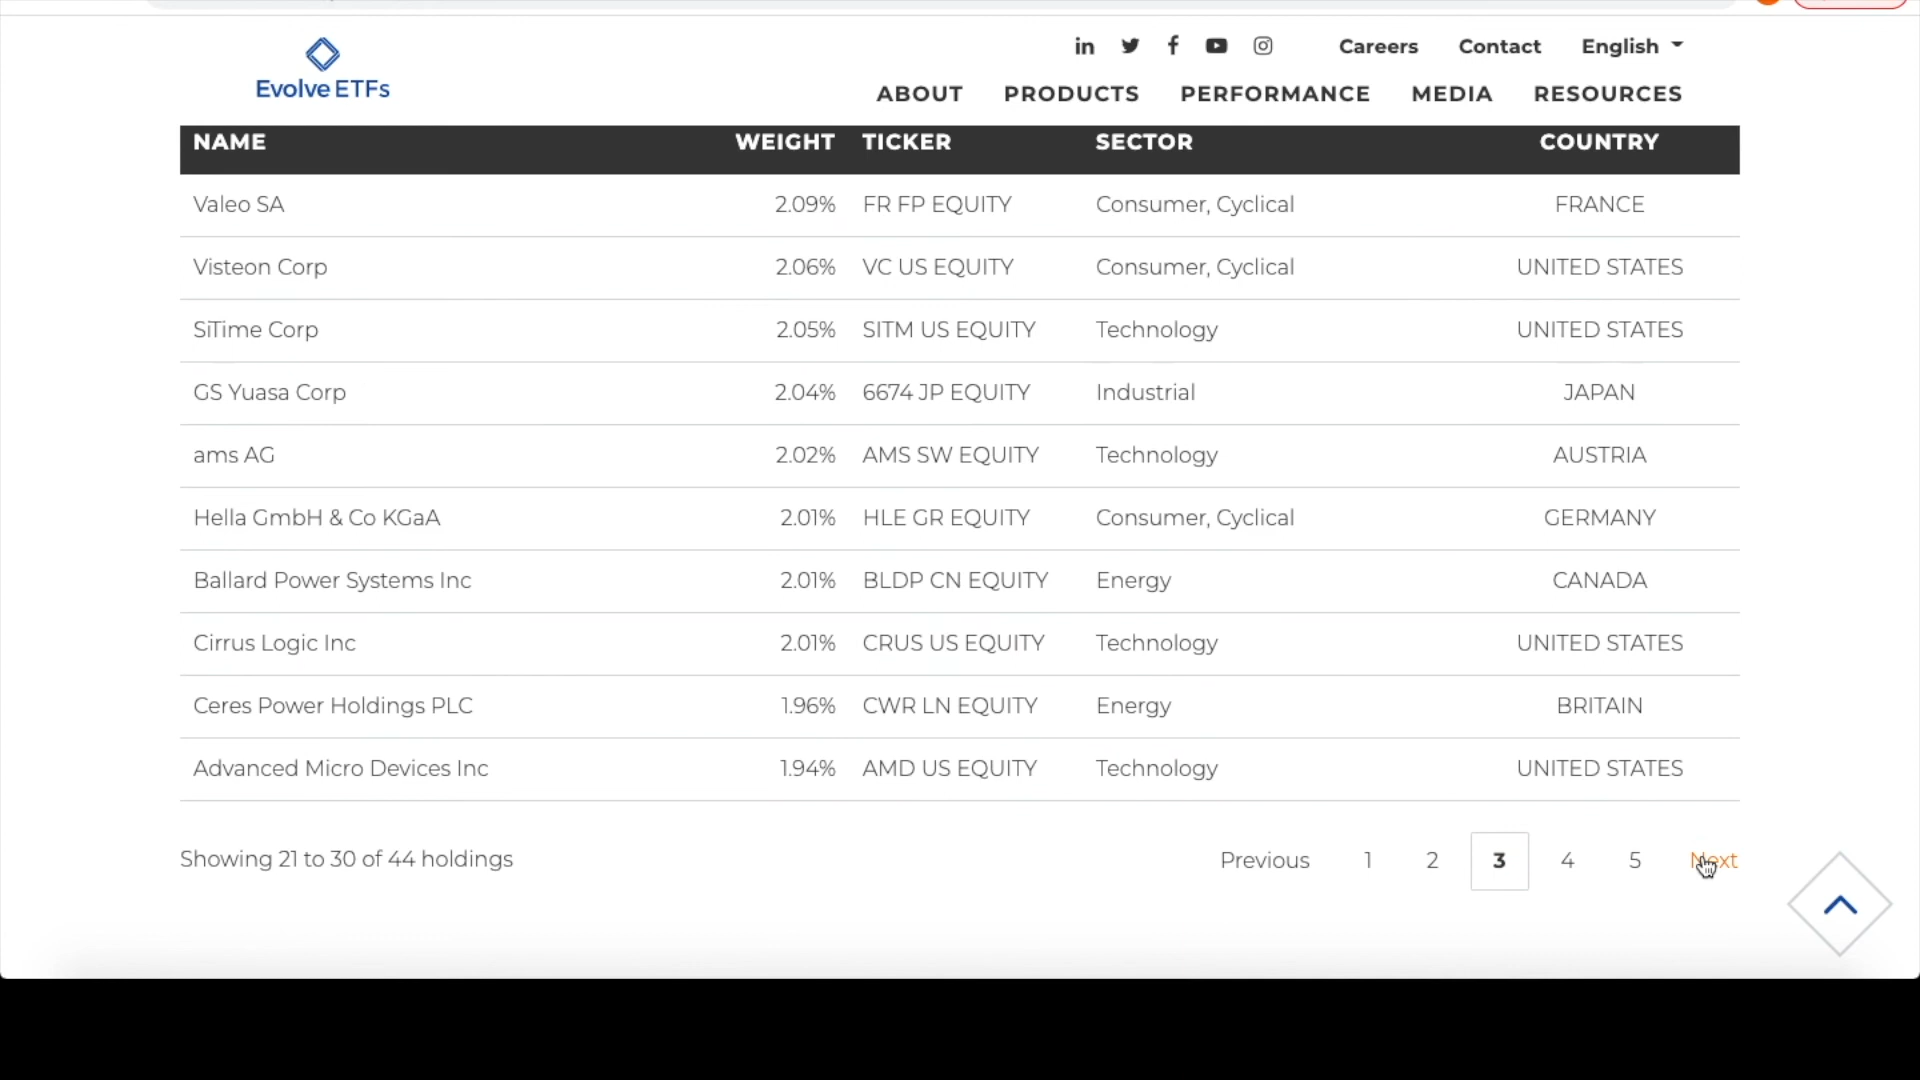 Careers Contact English
Evolve ETFs
ABOUT PRODUCTS PERFORMANCE MEDIA RESOURCES
NAME WEIGHT TICKER SECTOR COUNTRY
Valeo SA 2.09% FR FP EQUITY Consumer, Cyclical FRANCE
Visteon Corp 2.06% VC US EQUITY Consumer, Cyclical UNITED STATES
SiTime Corp 2.05% SITM US EQUITY Technology UNITED STATES
GS Yuasa Corp 2.04% 6674 JP EQUITY Industrial JAPAN
ams AG 2.02% AMS SW EQUITY Technology AUSTRIA
Hella GmbH & Co KGaA 2.01% HLE GR EQUITY Consumer, Cyclical GERMANY
Ballard Power Systems Inc 2.01% BLDP CN EQUITY Energy CANADA
Cirrus Logic Inc 2.01% CRUS US EQUITY Technology UNITED STATES
Ceres Power Holdings PLC 1.96% CWR LN EQUITY Energy BRITAIN
Advanced Micro Devices Inc 1.94% AMD US EQUITY Technology UNITED STATES
Showing 21 to 30 of 44 holdings Previous 1 2 3 4 5 Next